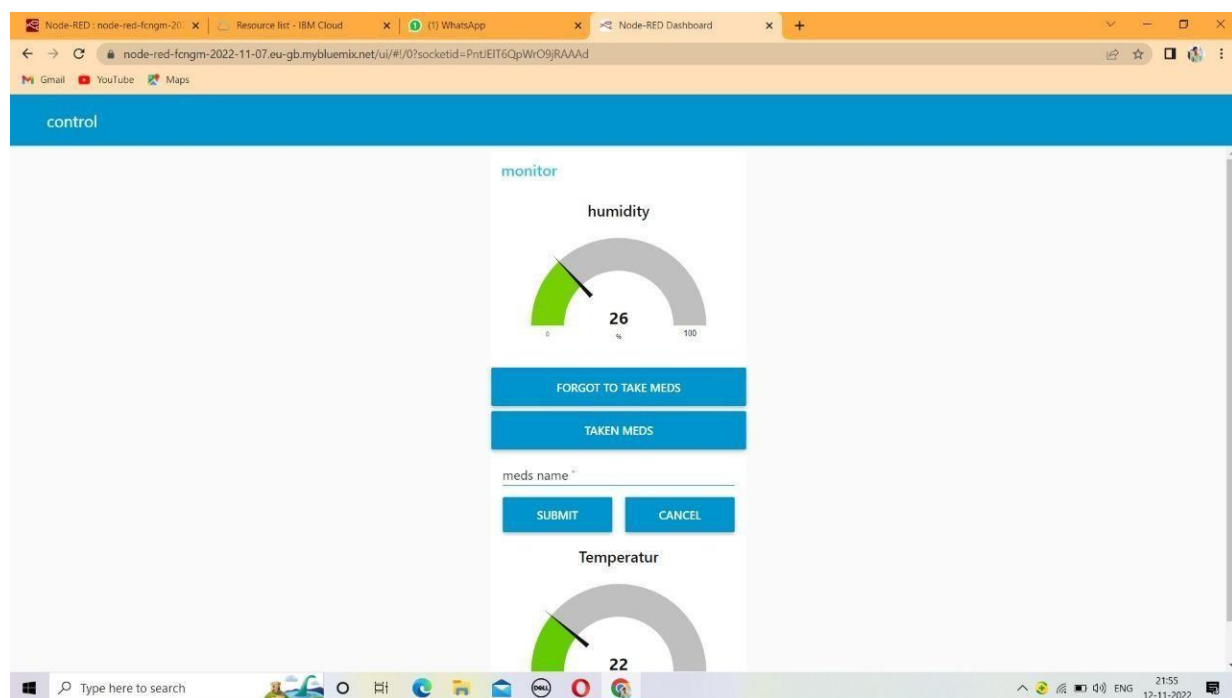 Node-RED : node-red-fcngm-20
Resource list - IBM Cloud
(1) WhatsApp
Node-RED Dashboard
node-red-fcngm-2022-11-07.eu-gb.mybluemix.net/ui/#!/0?socketid=PntJEIT6QpWrO9jRAAAd
Gmail
YouTube
Maps
control
monitor
humidity
26
0
%
100
FORGOT TO TAKE MEDS
TAKEN MEDS
meds name *
SUBMIT
CANCEL
Temperatur
22
Type here to search
DELL
ENG
21:55
12-11-2022